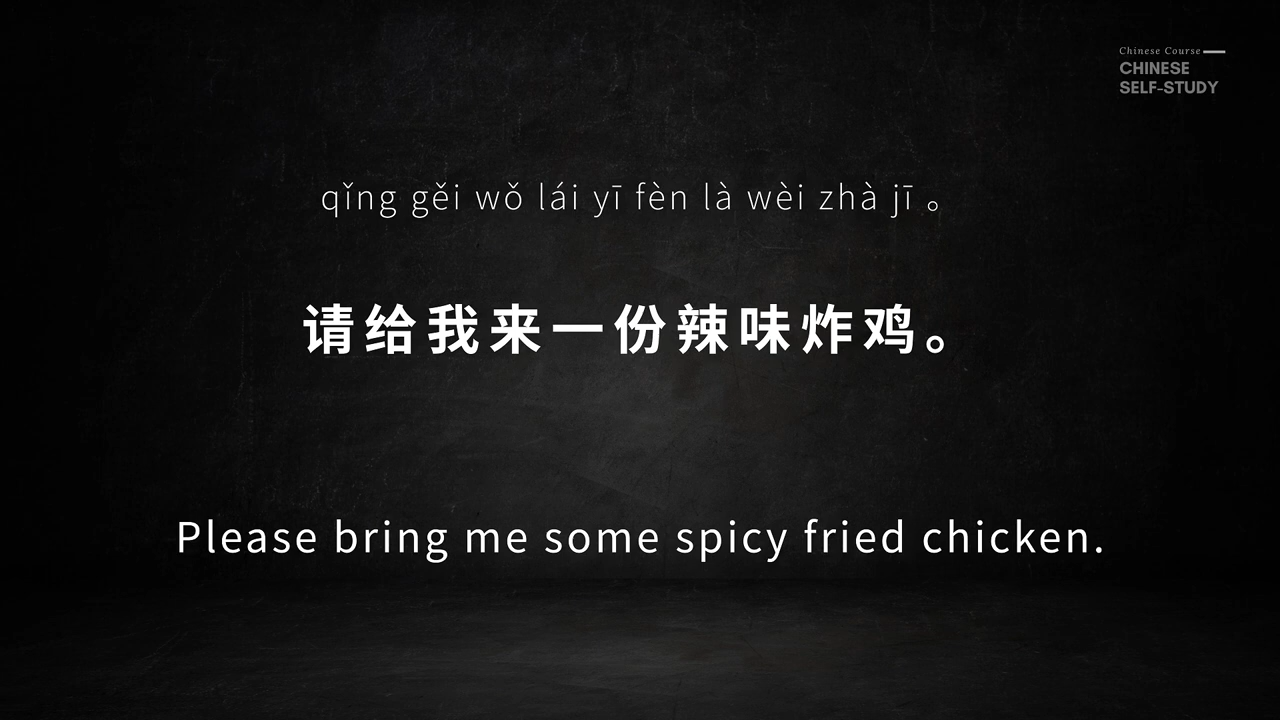 Chinese Course
CHINESE
SELF-STUDY
qǐng gěi wǒ lái yī fèn là wèi zhà jī 。
请给我来一份辣味炸鸡。
Please bring me some spicy fried chicken.